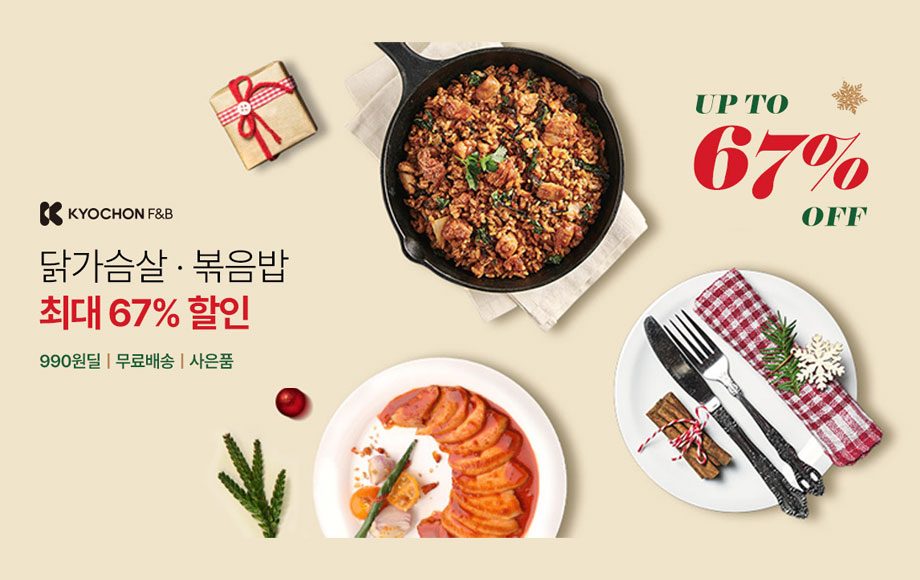 KYOCHON F&B
닭가슴살 · 볶음밥
최대 67% 할인
990원딜 | 무료배송 | 사은품
UP TO
67%
OFF